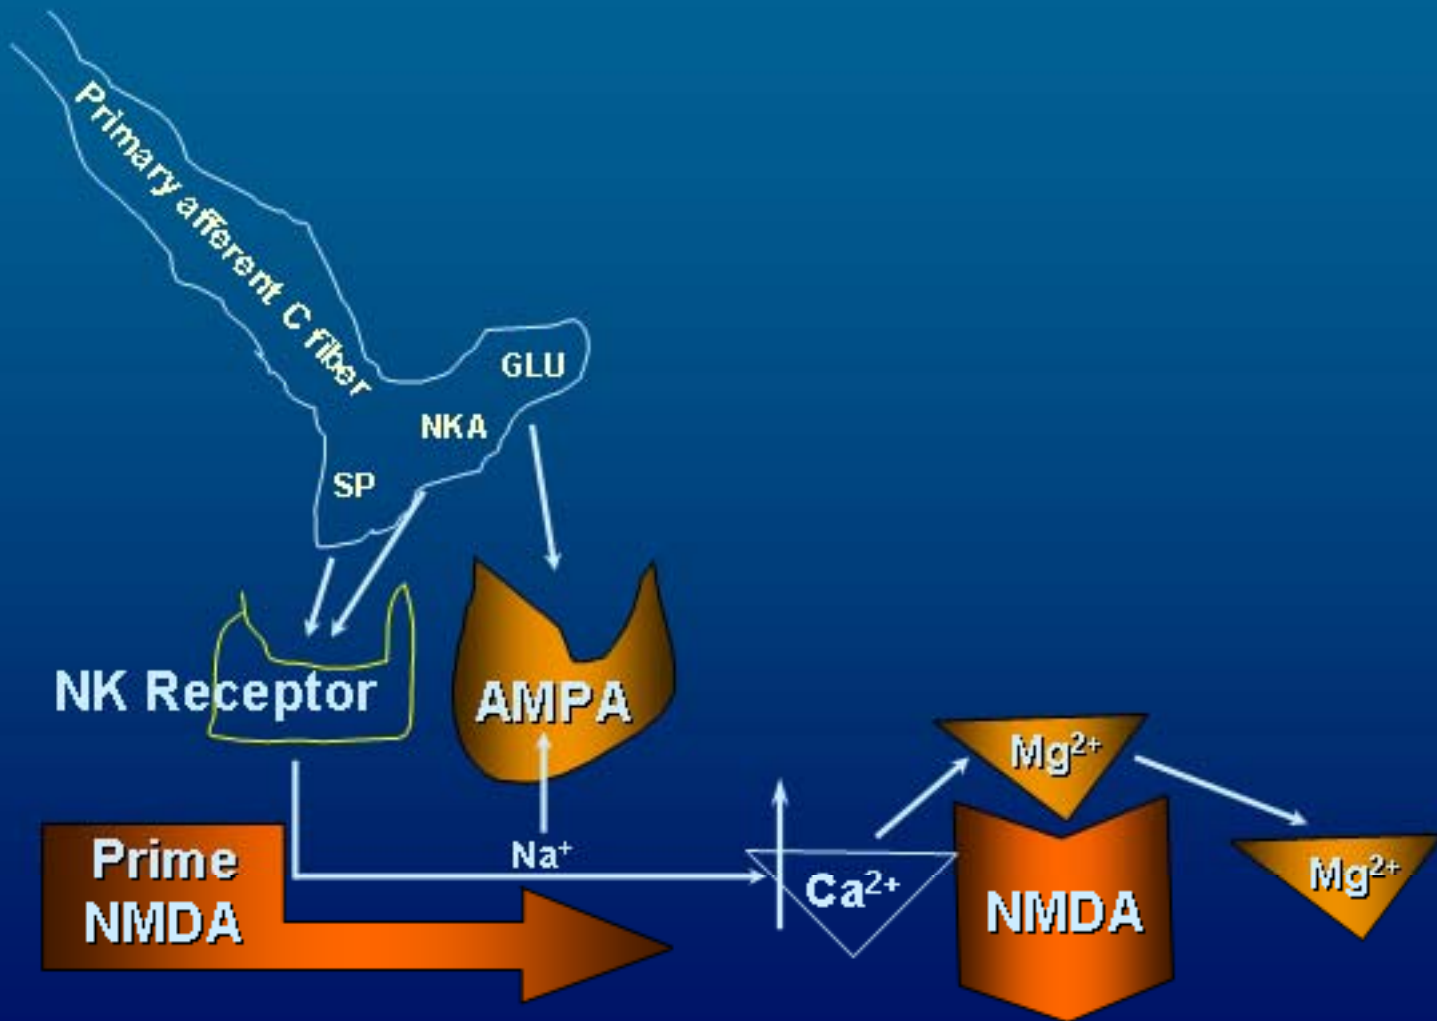 Primary afferent C fiber
GLU
NKA
SP
NK Receptor
AMPA
Mg²⁺
Prime
NMDA
Na⁺
Ca²⁺
NMDA
Mg²⁺